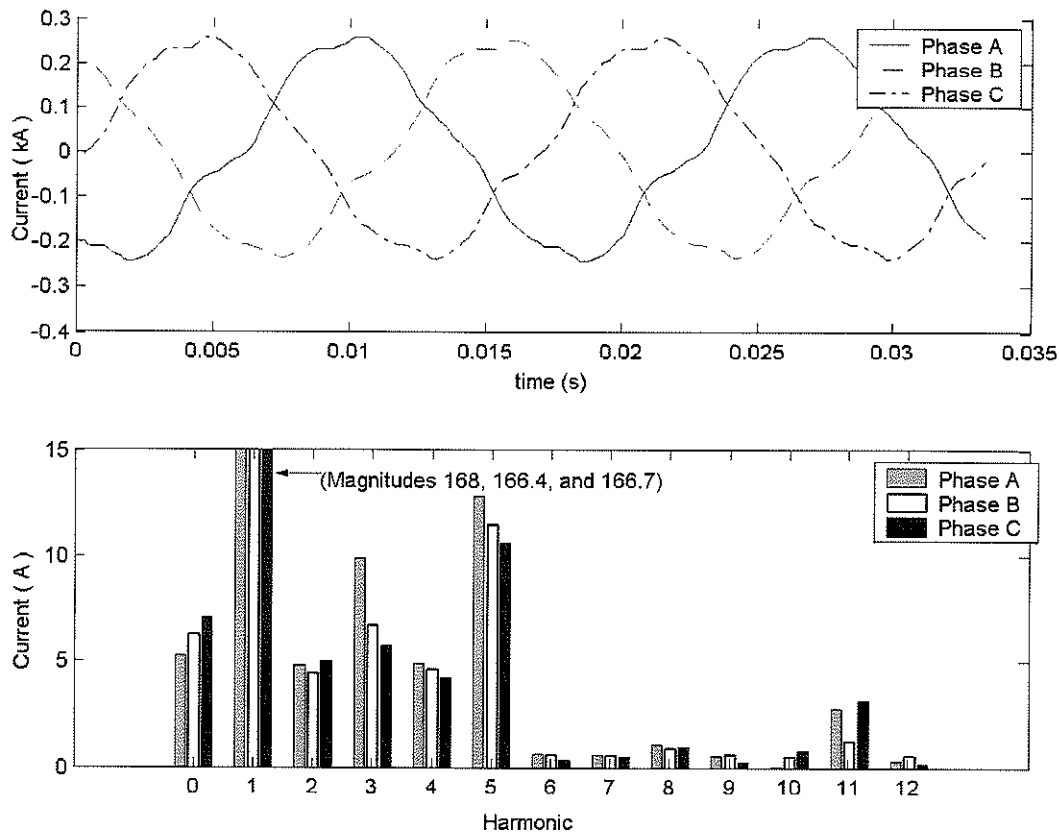 0.3
0.2
0.1
0
-0.1
-0.2
-0.3
-0.4
Current ( kA)
Phase A
Phase B
Phase C
0 0.005 0.01 0.015 0.02 0.025 0.03 0.035
time (s)
15
10
5
0
Current ( A )
(Magnitudes 168, 166.4, and 166.7)
Phase A
Phase B
Phase C
0 1 2 3 4 5 6 7 8 9 10 11 12
Harmonic